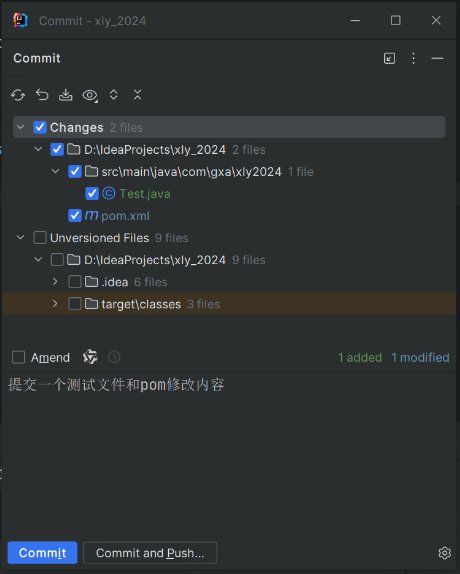 Commit - xly_2024
Commit
Changes 2 files
D:\IdeaProjects\xly_2024 2 files
src\main\java\com\gxa\xly2024 1 file
Test.java
pom.xml
Unversioned Files 9 files
D:\IdeaProjects\xly_2024 9 files
.idea 6 files
target\classes 3 files
Amend 1 added 1 modified
提交一个测试文件和pom修改内容
Commit Commit and Push...